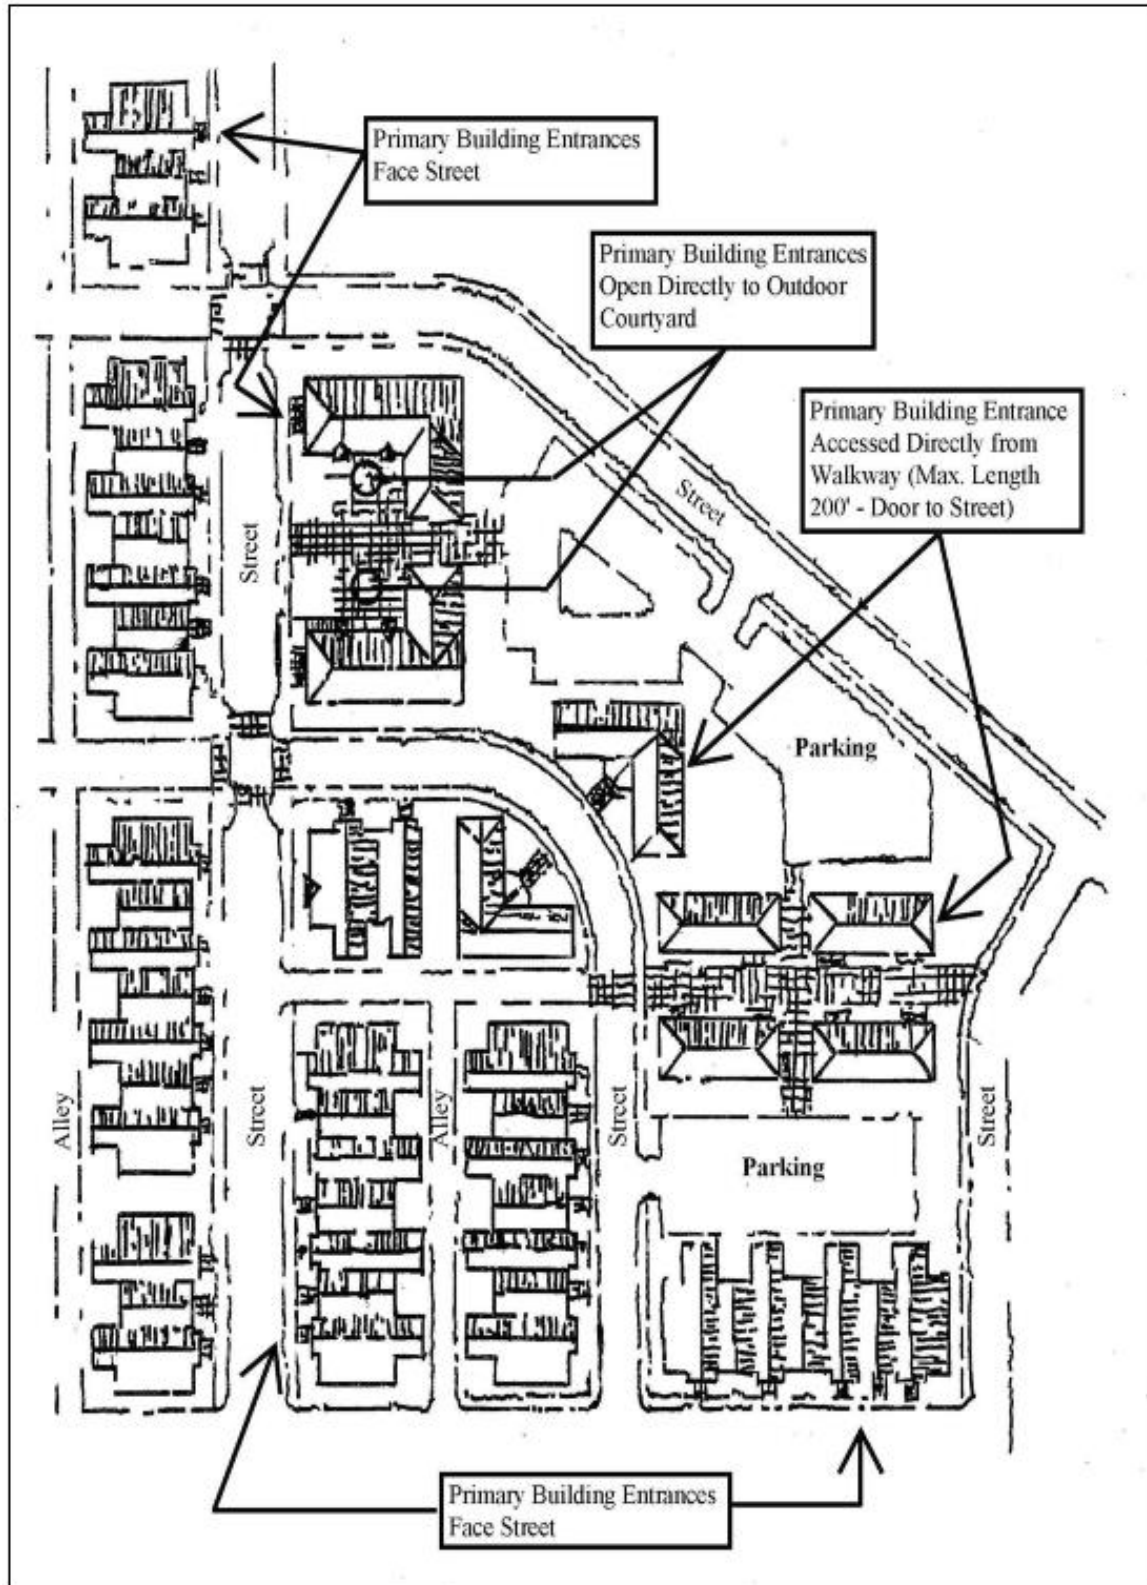 Primary Building Entrances
Face Street
Primary Building Entrances
Open Directly to Outdoor
Courtyard
Primary Building Entrance
Accessed Directly from
Walkway (Max. Length
200' - Door to Street)
Street
Street
Parking
Alley
Street
Alley
Street
Street
Parking
Primary Building Entrances
Face Street